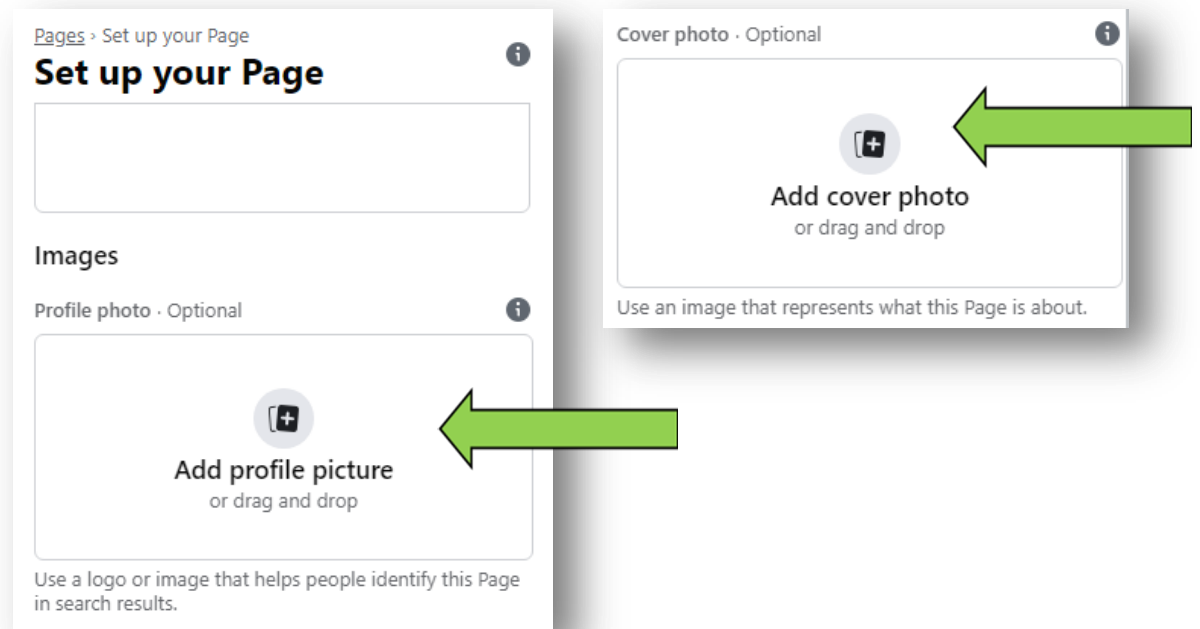 Pages › Set up your Page
Set up your Page
Images
Profile photo · Optional
Add profile picture
or drag and drop
Use a logo or image that helps people identify this Page
in search results.
Cover photo · Optional
Add cover photo
or drag and drop
Use an image that represents what this Page is about.